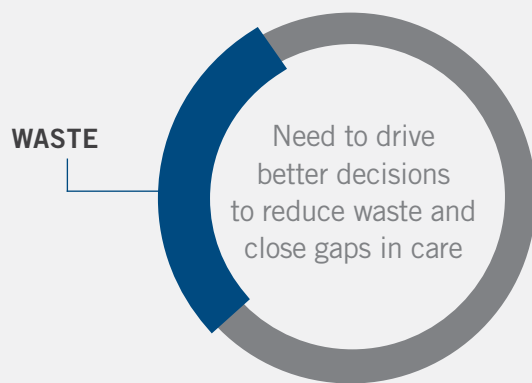 WASTE
Need to drive
better decisions
to reduce waste and
close gaps in care